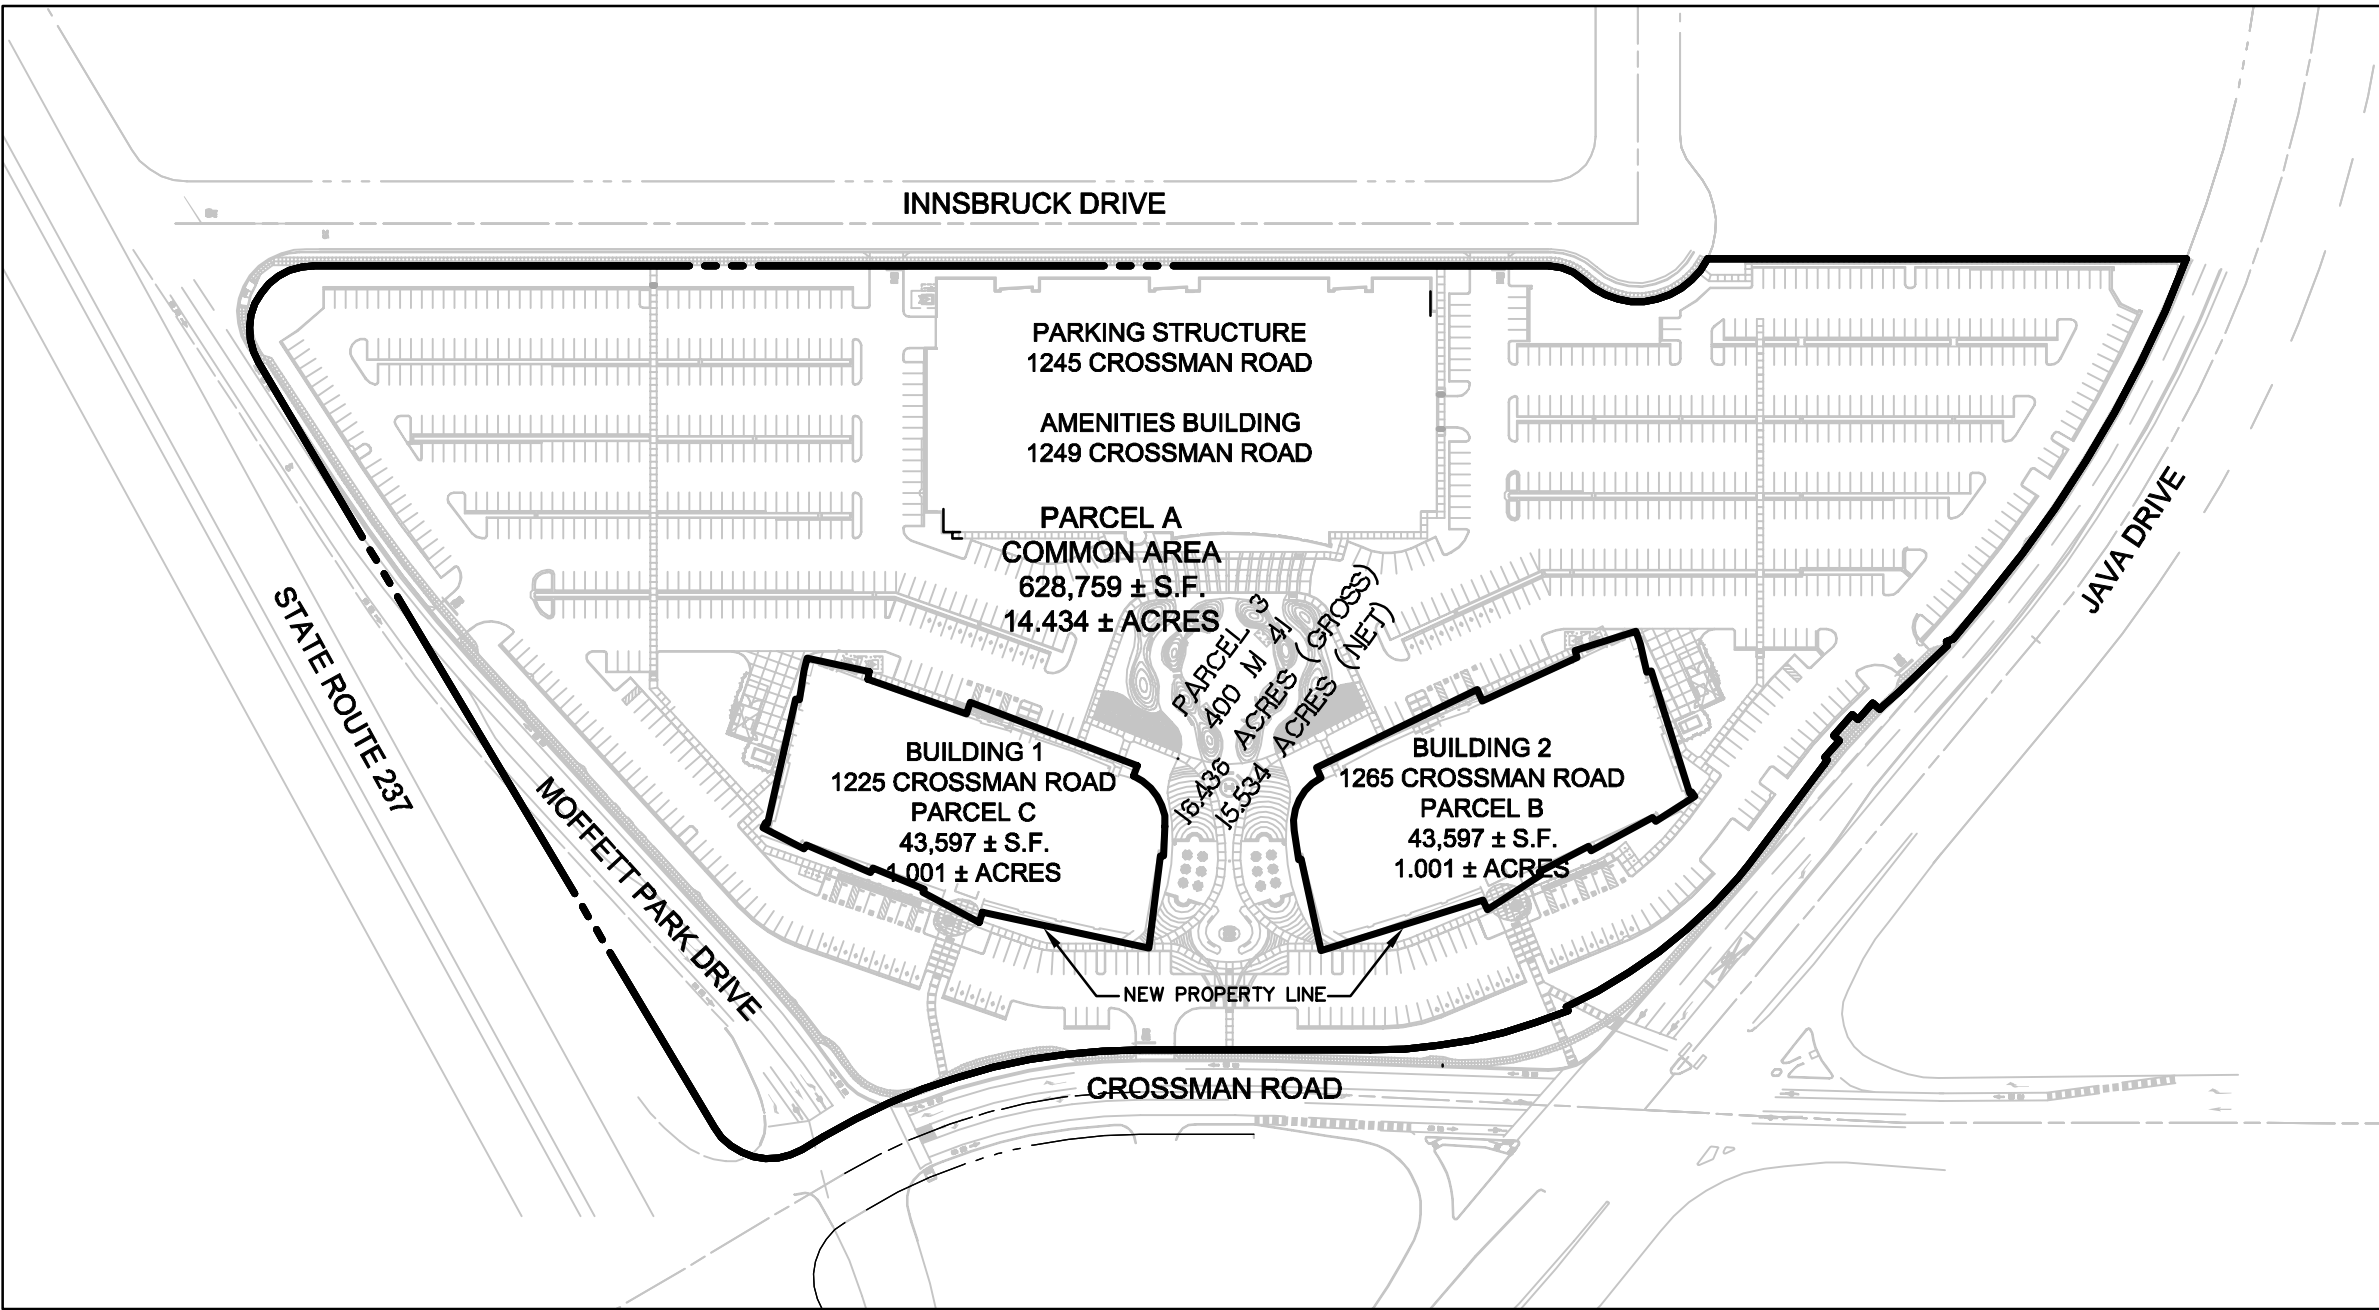 INNSBRUCK DRIVE
PARKING STRUCTURE
1245 CROSSMAN ROAD
AMENITIES BUILDING
1249 CROSSMAN ROAD
PARCEL A
COMMON AREA
628,759 ± S.F.
14.434 ± ACRES
PARCEL 3
400 M 41
16.436 ACRES (GROSS)
15.534 ACRES (NET)
JAVA DRIVE
STATE ROUTE 237
MOFFETT PARK DRIVE
BUILDING 1
1225 CROSSMAN ROAD
PARCEL C
43,597 ± S.F.
1.001 ± ACRES
BUILDING 2
1265 CROSSMAN ROAD
PARCEL B
43,597 ± S.F.
1.001 ± ACRES
NEW PROPERTY LINE
CROSSMAN ROAD